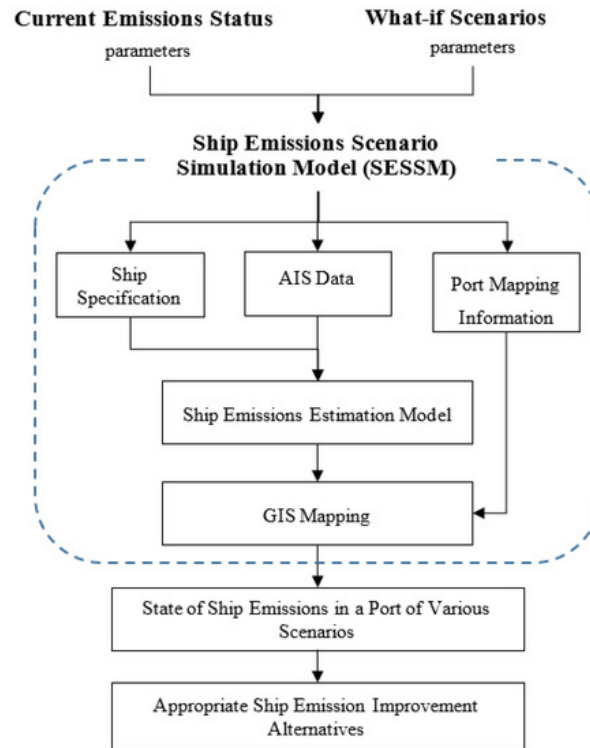 Current Emissions Status
What-if Scenarios
parameters
parameters
Ship Emissions Scenario
Simulation Model (SESSM)
Ship
Specification
AIS Data
Port Mapping
Information
Ship Emissions Estimation Model
GIS Mapping
State of Ship Emissions in a Port of Various
Scenarios
Appropriate Ship Emission Improvement
Alternatives